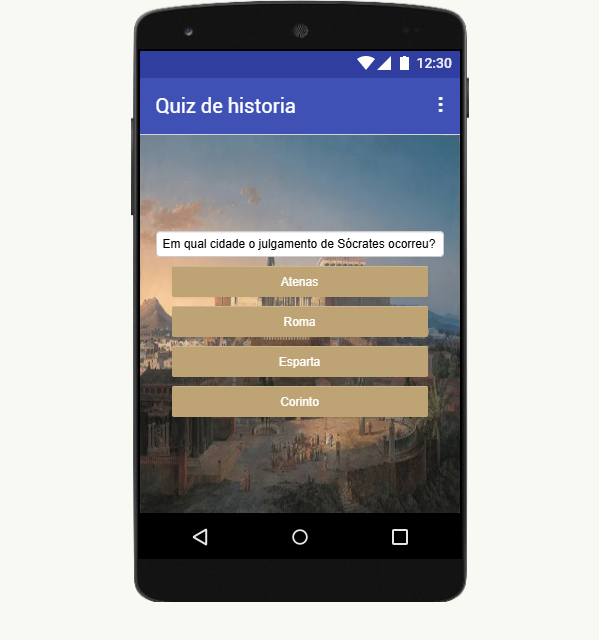 12:30
Quiz de historia
Em qual cidade o julgamento de Sócrates ocorreu?
Atenas
Roma
Esparta
Corinto